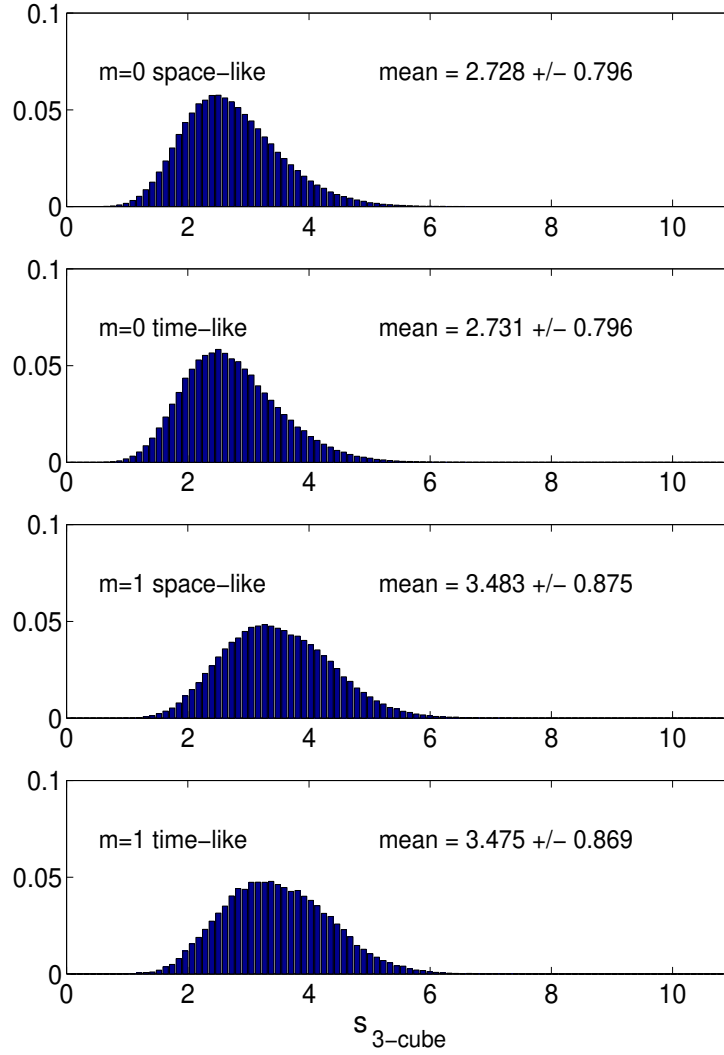 0.1
m=0 space-like mean = 2.728 +/- 0.796
0.05
0
0 2 4 6 8 10
0.1
m=0 time-like mean = 2.731 +/- 0.796
0.05
0
0 2 4 6 8 10
0.1
m=1 space-like mean = 3.483 +/- 0.875
0.05
0
0 2 4 6 8 10
0.1
m=1 time-like mean = 3.475 +/- 0.869
0.05
0
0 2 4 6 8 10
s 3-cube